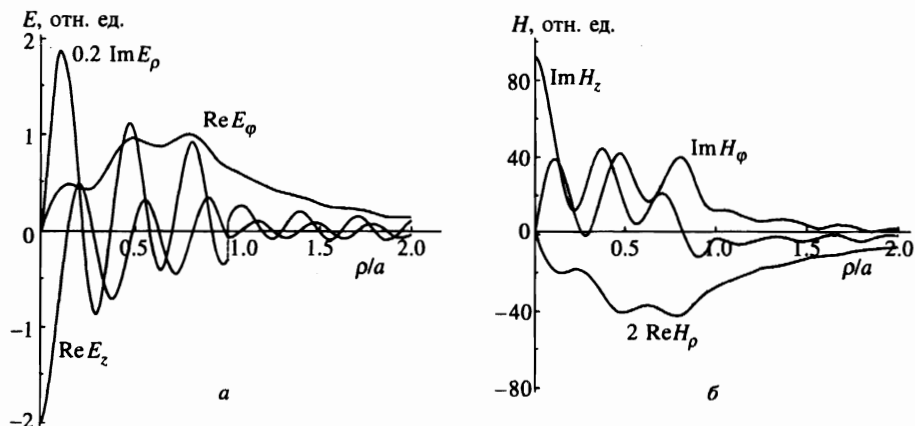 E, отн. ед.
2
1
0
−1
−2
0.2 Im Eρ
Re Eφ
Re Ez
0.5
1.0
1.5
2.0
ρ/a
а
H, отн. ед.
80
40
0
−40
−80
Im Hz
Im Hφ
2 Re Hρ
0.5
1.0
1.5
2.0
ρ/a
б